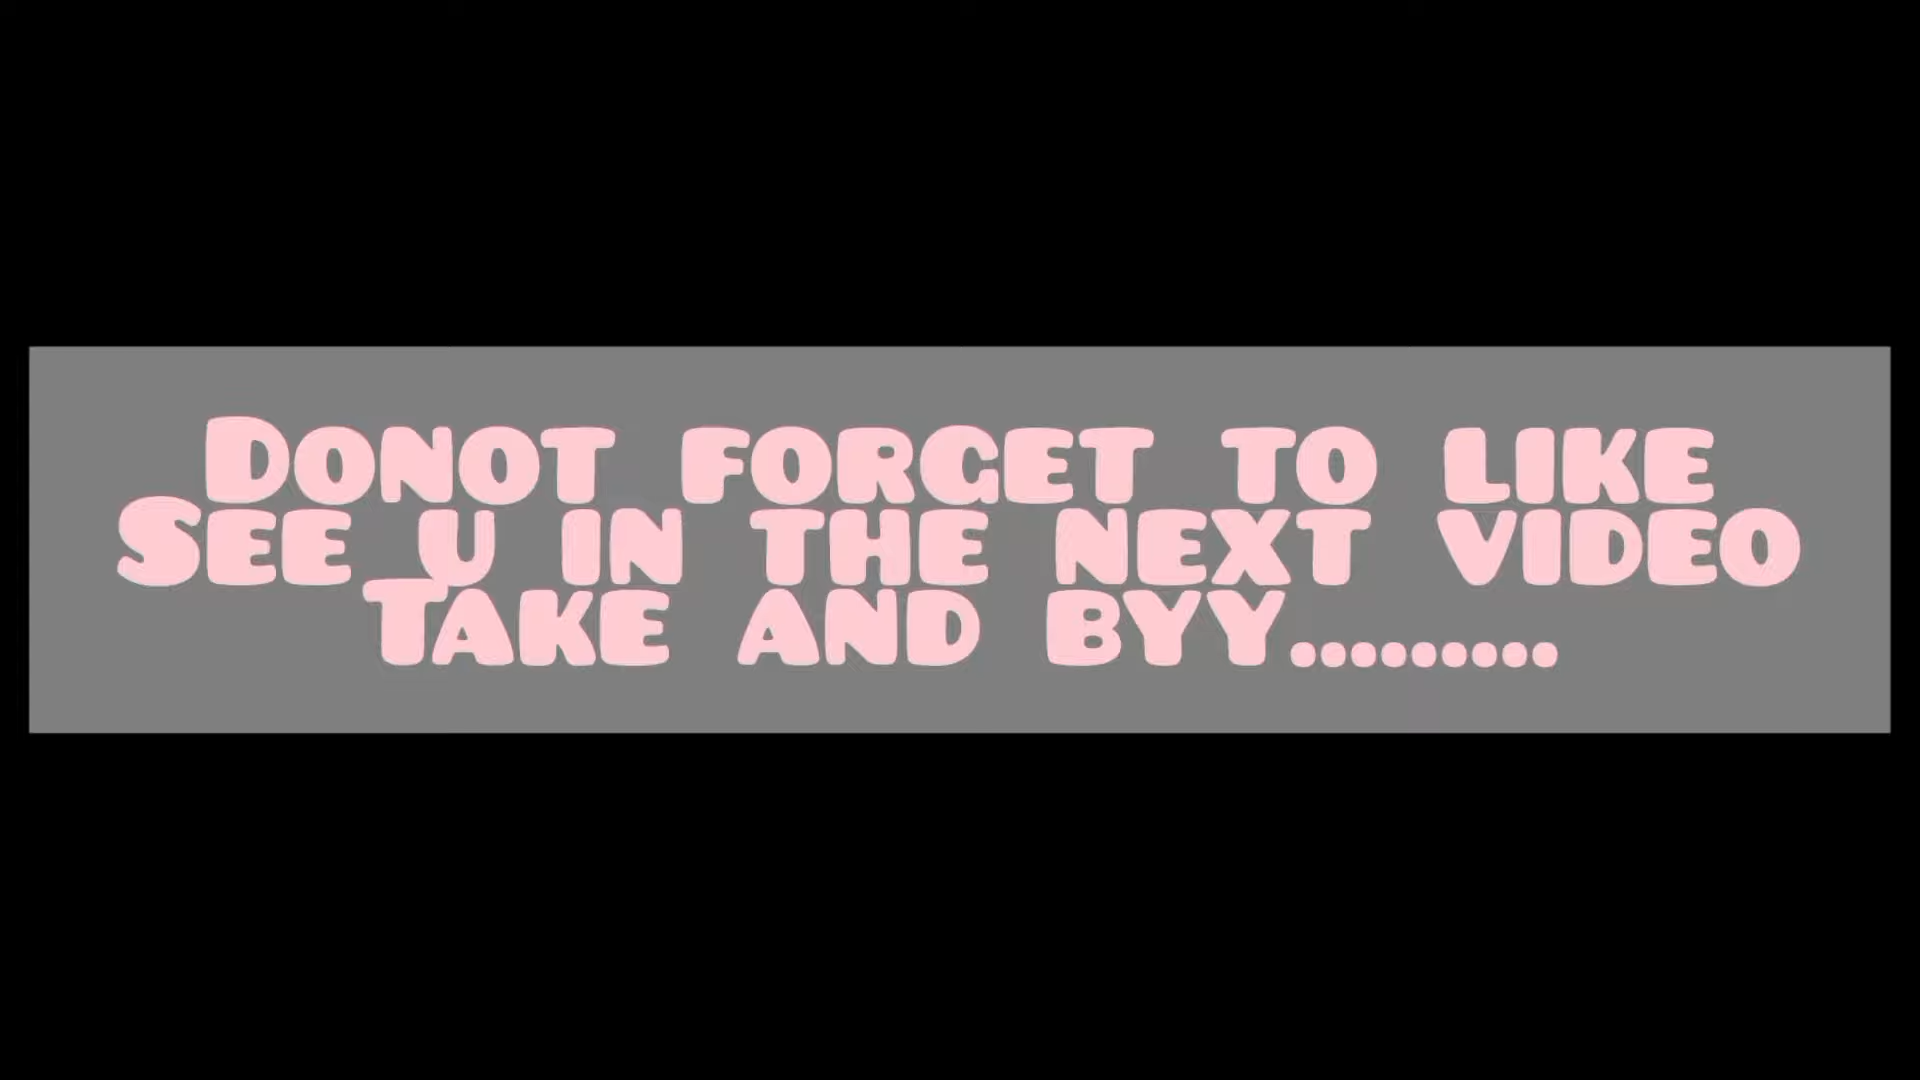 Donot forget to like
See u in the next video
Take and byy.........